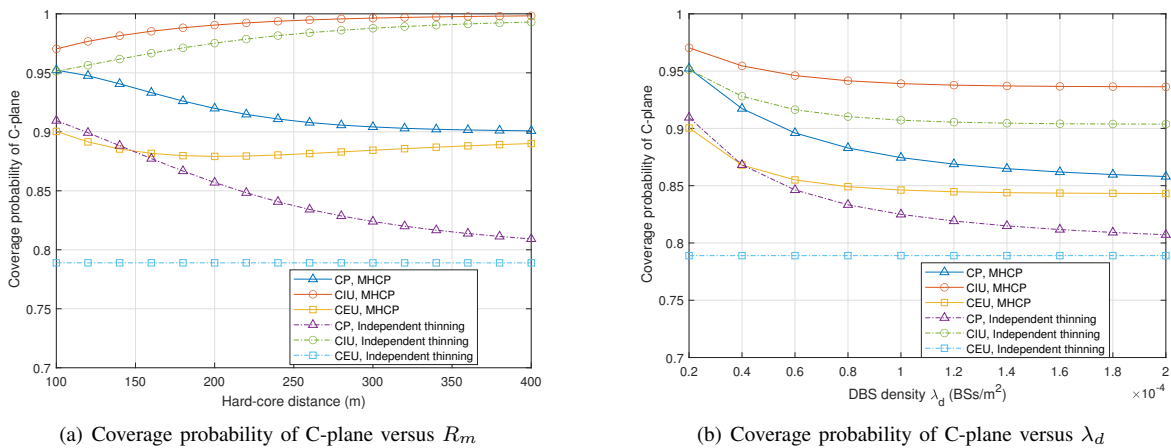 Coverage probability of C-plane
1
0.95
0.9
0.85
0.8
0.75
0.7
CP, MHCP
CIU, MHCP
CEU, MHCP
CP, Independent thinning
CIU, Independent thinning
CEU, Independent thinning
100 150 200 250 300 350 400
Hard-core distance (m)
(a) Coverage probability of C-plane versus R_m
Coverage probability of C-plane
1
0.95
0.9
0.85
0.8
0.75
0.7
CP, MHCP
CIU, MHCP
CEU, MHCP
CP, Independent thinning
CIU, Independent thinning
CEU, Independent thinning
0.2 0.4 0.6 0.8 1 1.2 1.4 1.6 1.8 2
DBS density λ_d (BSs/m²)
×10⁻⁴
(b) Coverage probability of C-plane versus λ_d